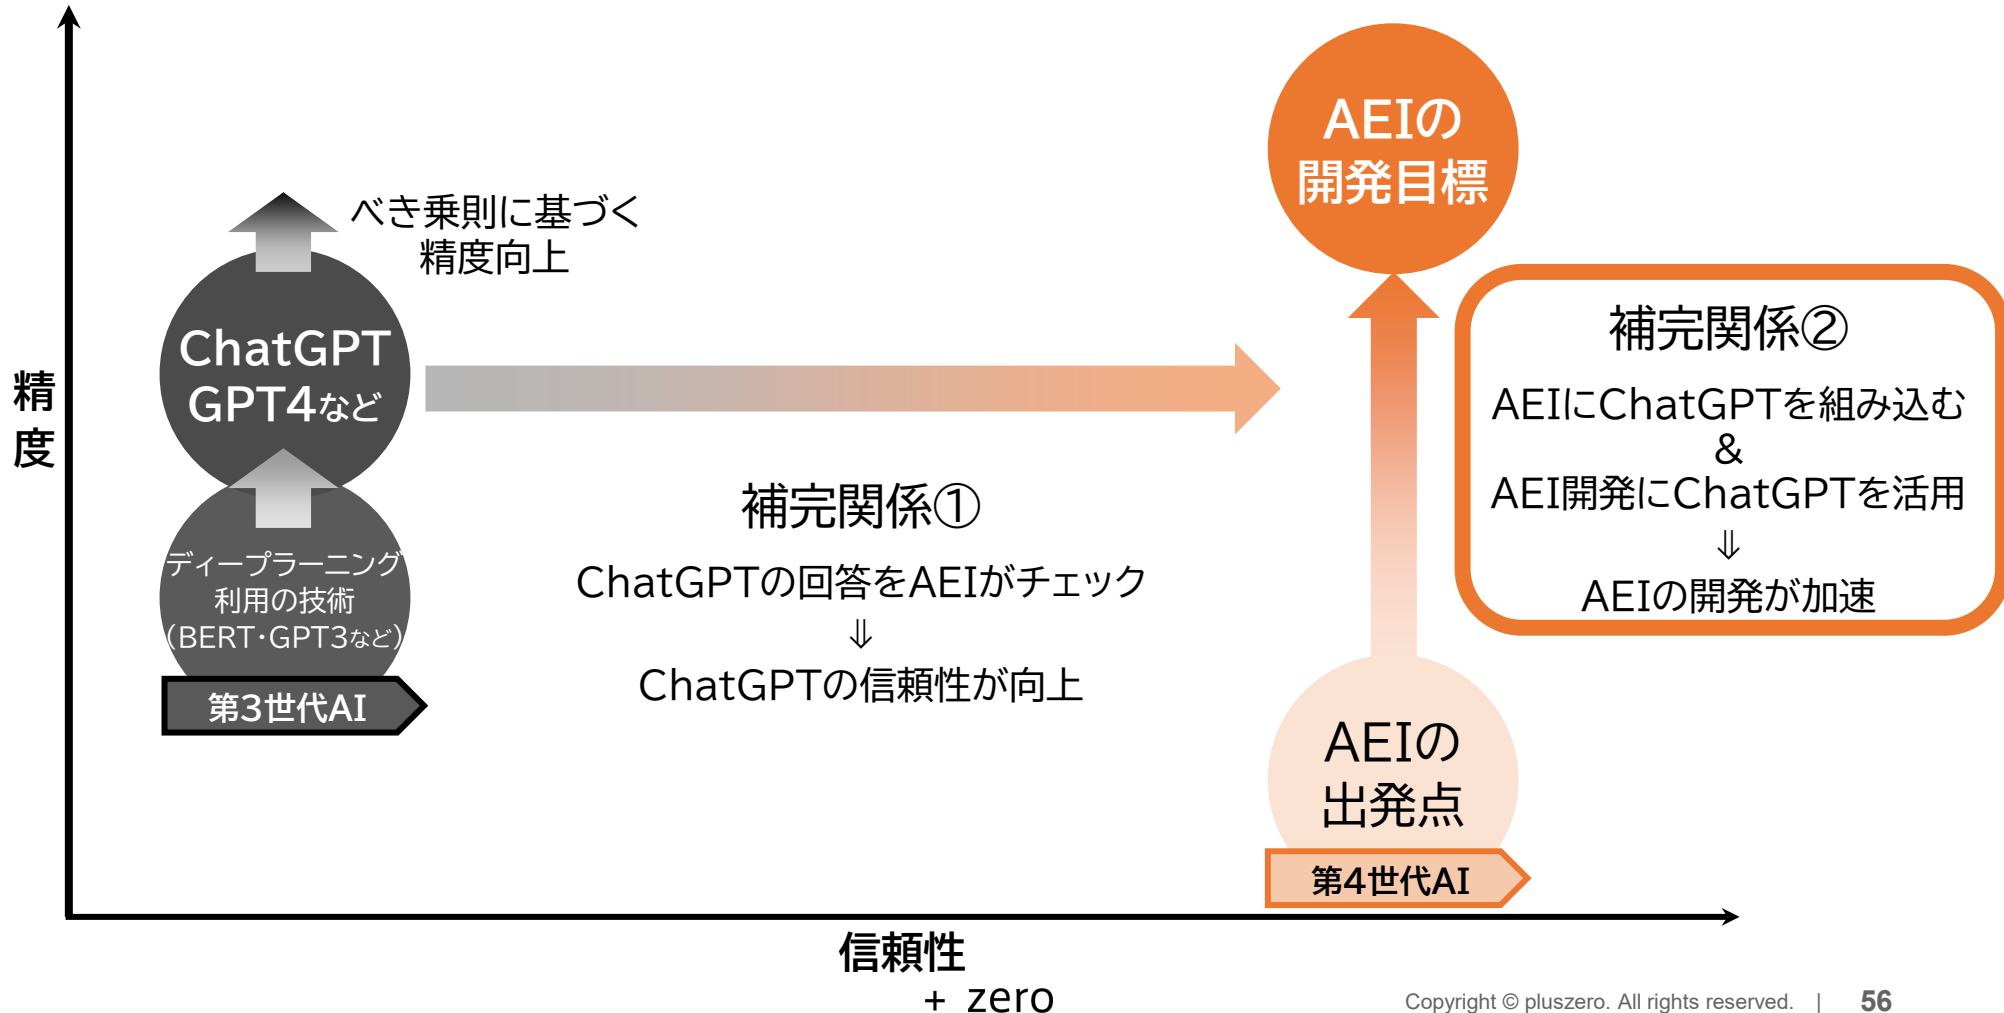 精度
べき乗則に基づく
精度向上
ChatGPT
GPT4など
ディープラーニング
利用の技術
（BERT・GPT3など）
第3世代AI
補完関係①
ChatGPTの回答をAEIがチェック
⇓
ChatGPTの信頼性が向上
AEIの
開発目標
補完関係②
AEIにChatGPTを組み込む
&
AEI開発にChatGPTを活用
⇓
AEIの開発が加速
AEIの
出発点
第4世代AI
信頼性
+ zero
Copyright © pluszero. All rights reserved. | 56